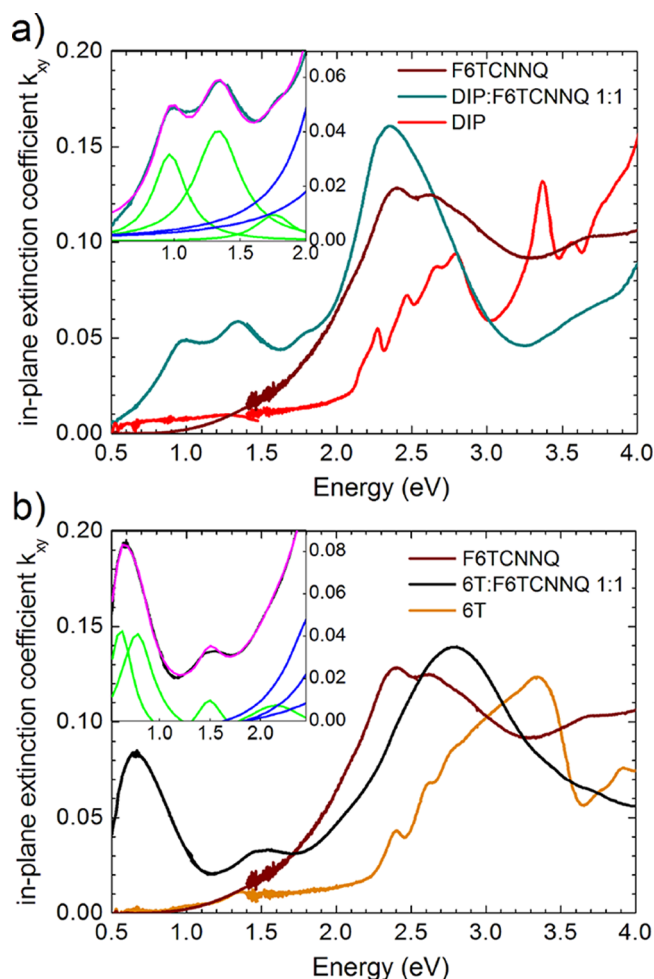 a)
in-plane extinction coefficient k_xy
0.20
0.15
0.10
0.05
0.00
0.06
0.04
0.02
0.00
1.0 1.5 2.0
F6TCNNQ
DIP:F6TCNNQ 1:1
DIP
0.5 1.0 1.5 2.0 2.5 3.0 3.5 4.0
Energy (eV)
b)
in-plane extinction coefficient k_xy
0.20
0.15
0.10
0.05
0.00
0.08
0.06
0.04
0.02
0.00
1.0 1.5 2.0
F6TCNNQ
6T:F6TCNNQ 1:1
6T
0.5 1.0 1.5 2.0 2.5 3.0 3.5 4.0
Energy (eV)